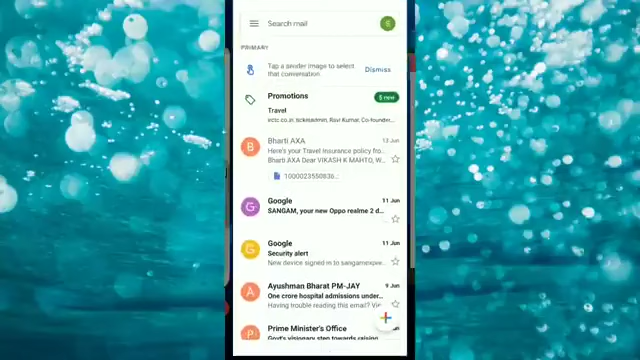 Search mail
S
PRIMARY
Tap a sender image to select
that conversation.
Dismiss
Promotions
5 new
Travel
irctc.co.in, ticketadmin, Ravi Kumar, Co-founder...
B
Bharti AXA
13 Jun
Here's your Travel Insurance policy fro...
Bharti AXA Dear VIKASH K MAHTO, W...
1000023550836...
G
Google
11 Jun
SANGAM, your new Oppo realme 2 d...
G
Google
11 Jun
Security alert
New device signed in to sangamexpe...
A
Ayushman Bharat PM-JAY
9 Jun
One crore hospital admissions under...
Having trouble reading this email? Vi
P
Prime Minister's Office
Jun
Govt's visionary step towards raising